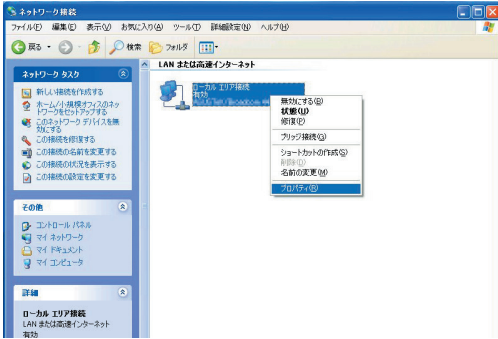 ネットワーク接続
ファイル(F) 編集(E) 表示(V) お気に入り(A) ツール(T) 詳細設定(N) ヘルプ(H)
戻る 検索 フォルダ
ネットワーク タスク
新しい接続を作成する
ホーム/小規模オフィスのネッ
トワークをセットアップする
このネットワーク デバイスを無
効にする
この接続を修復する
この接続の名前を変更する
この接続の状況を表示する
この接続の設定を変更する
その他
コントロール パネル
マイ ネットワーク
マイ ドキュメント
マイ コンピュータ
詳細
ローカル エリア接続
LAN または高速インターネット
有効
LAN または高速インターネット
ローカル エリア接続
有効
無効にする(B)
状態(U)
修復(P)
ブリッジ接続(G)
ショートカットの作成(S)
削除(D)
名前の変更(M)
プロパティ(R)